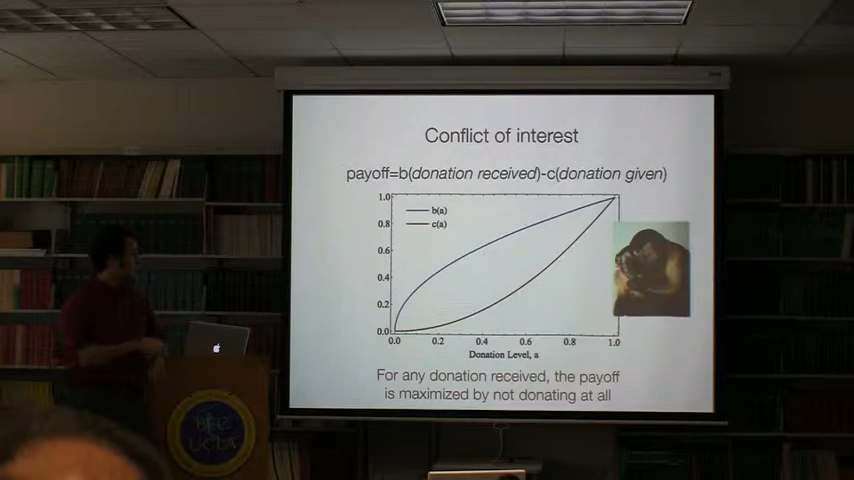 Conflict of interest
payoff=b(donation received)-c(donation given)
1.0
0.8
0.6
0.4
0.2
0.0
b(a)
c(a)
0.0 0.2 0.4 0.6 0.8 1.0
Donation Level, a
For any donation received, the payoff
is maximized by not donating at all
BEC
UCLA